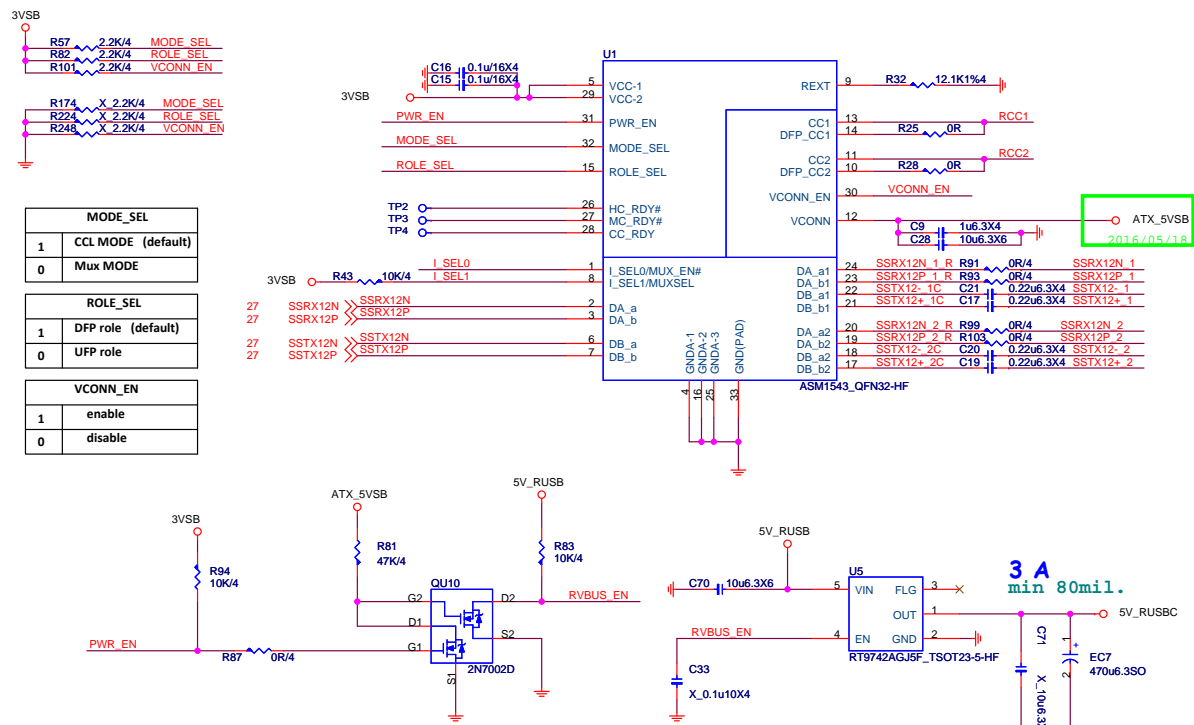 3VSB
R57 2.2K/4 MODE_SEL
R82 2.2K/4 ROLE_SEL
R101 2.2K/4 VCONN_EN
R174 X_2.2K/4 MODE_SEL
R224 X_2.2K/4 ROLE_SEL
R248 X_2.2K/4 VCONN_EN
MODE_SEL
1 CCL MODE (default)
0 Mux MODE
ROLE_SEL
1 DFP role (default)
0 UFP role
VCONN_EN
1 enable
0 disable
U1
C16 0.1u/16X4
C15 0.1u/16X4
3VSB
5 VCC-1
29 VCC-2
PWR_EN 31 PWR_EN
MODE_SEL 32 MODE_SEL
ROLE_SEL 15 ROLE_SEL
TP2 26 HC_RDY#
TP3 27 MC_RDY#
TP4 28 CC_RDY
I_SEL0 1 I_SEL0/MUX_EN#
3VSB R43 10K/4 I_SEL1 8 I_SEL1/MUXSEL
27 SSRX12N SSRX12N 2 DA_a
27 SSRX12P SSRX12P 3 DA_b
27 SSTX12N SSTX12N 6 DB_a
27 SSTX12P SSTX12P 7 DB_b
REXT 9 R32 12.1K1%4
CC1 13 RCC1
DFP_CC1 14 R25 0R
CC2 11 RCC2
DFP_CC2 10 R28 0R
VCONN_EN 30 VCONN_EN
VCONN 12 ATX_5VSB
C9 1u6.3X4
C28 10u6.3X6
2016/05/18
DA_a1 24 SSRX12N_1_R R91 0R/4 SSRX12N_1
DA_b1 23 SSRX12P_1_R R93 0R/4 SSRX12P_1
DB_a1 22 SSTX12-_1C C21 0.22u6.3X4 SSTX12-_1
DB_b1 21 SSTX12+_1C C17 0.22u6.3X4 SSTX12+_1
DA_a2 20 SSRX12N_2_R R99 0R/4 SSRX12N_2
DA_b2 19 SSRX12P_2_R R103 0R/4 SSRX12P_2
DB_a2 18 SSTX12-_2C C20 0.22u6.3X4 SSTX12-_2
DB_b2 17 SSTX12+_2C C19 0.22u6.3X4 SSTX12+_2
GNDA-1
GNDA-2
GNDA-3
GND(PAD)
4
16
25
33
ASM1543_QFN32-HF
3VSB
R94
10K/4
PWR_EN
R87 0R/4
ATX_5VSB
R81
47K/4
QU10
G2 D2
D1 S2
G1
S1
2N7002D
5V_RUSB
R83
10K/4
RVBUS_EN
5V_RUSB
C70 10u6.3X6
RVBUS_EN
C33
X_0.1u10X4
U5
5 VIN FLG 3
OUT 1
4 EN GND 2
RT9742AGJ5F_TSOT23-5-HF
3 A
min 80mil.
5V_RUSBC
C71
EC7
470u6.3SO
1
+
2